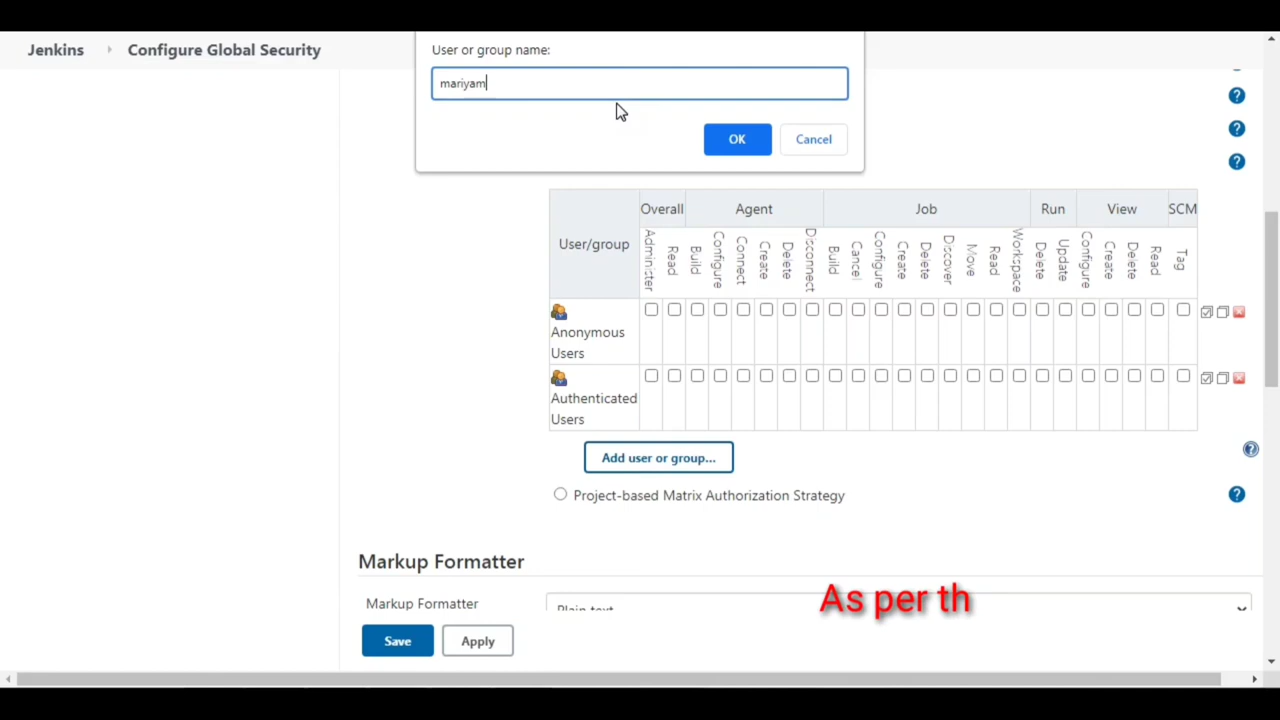 Jenkins
Configure Global Security
User or group name:
mariyam
OK
Cancel
?
?
?
User/group
Overall
Agent
Job
Run
View
SCM
Administer
Read
Build
Configure
Connect
Create
Delete
Disconnect
Build
Cancel
Configure
Create
Delete
Discover
Move
Read
Workspace
Delete
Update
Configure
Create
Delete
Read
Tag
Anonymous
Users
Authenticated
Users
Add user or group...
?
Project-based Matrix Authorization Strategy
?
Markup Formatter
Markup Formatter
Plain text
As per th
Save
Apply